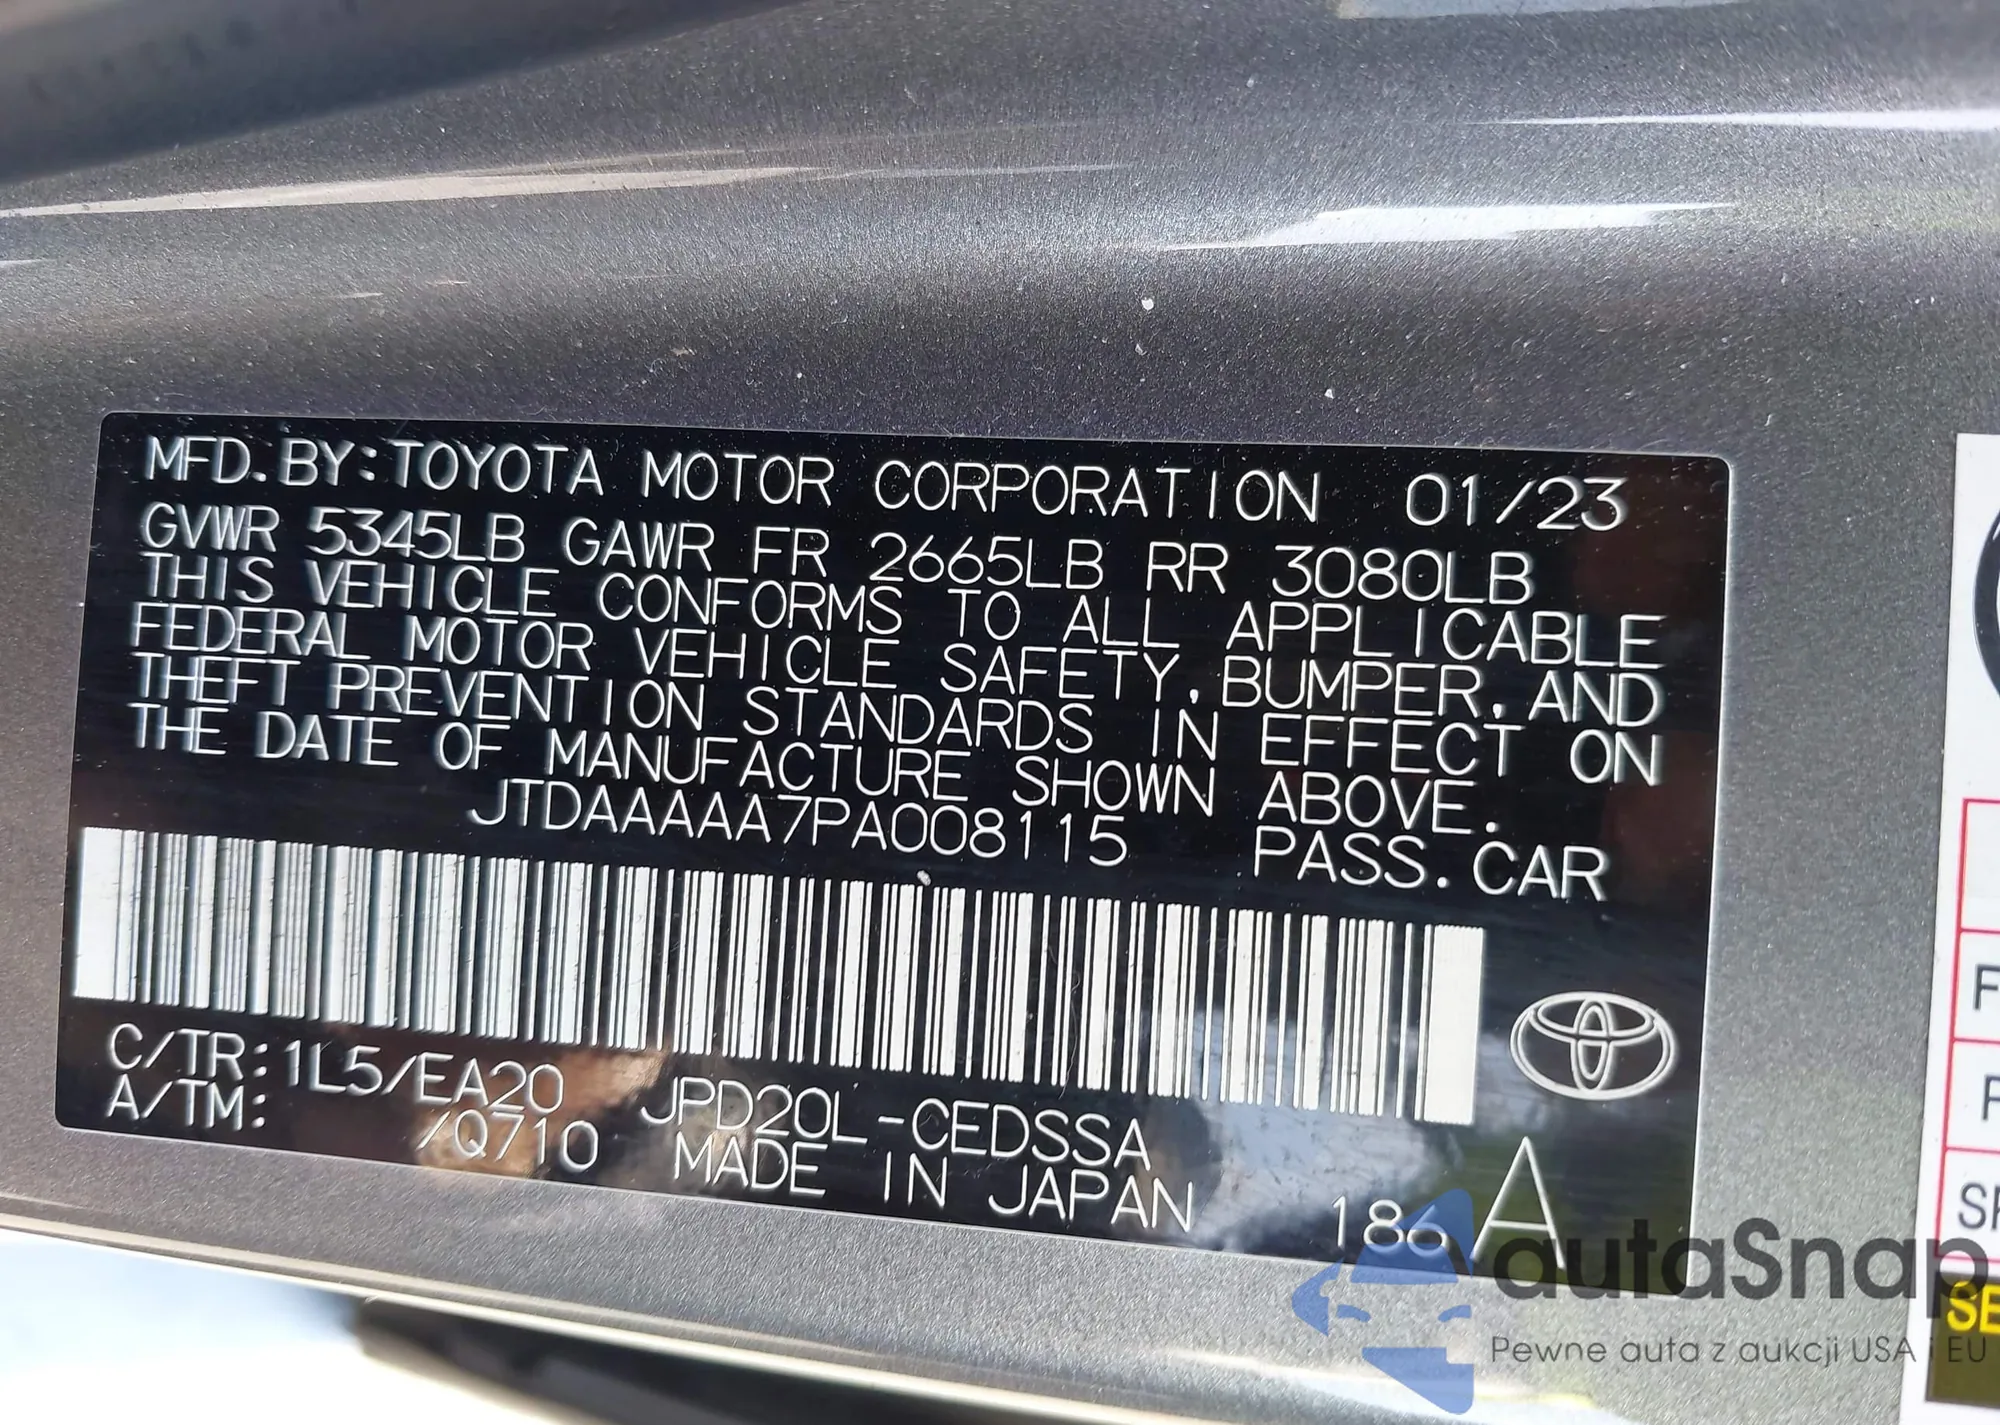 MFD. BY:TOYOTA MOTOR CORPORATION 01/23
GVWR 5345LB GAWR FR 2665LB RR 3080LB
THIS VEHICLE CONFORMS TO ALL APPLICABLE
FEDERAL MOTOR VEHICLE SAFETY, BUMPER, AND
THEFT PREVENTION STANDARDS IN EFFECT ON
THE DATE OF MANUFACTURE SHOWN ABOVE.
JTDAAAAA7PA008115 PASS. CAR
C/TR:1L5/EA20 JPD20L-CEDSSA
A/TM: /Q710 MADE IN JAPAN
186 A
autaSnap
Pewne auta z aukcji USA i EU
F
SE